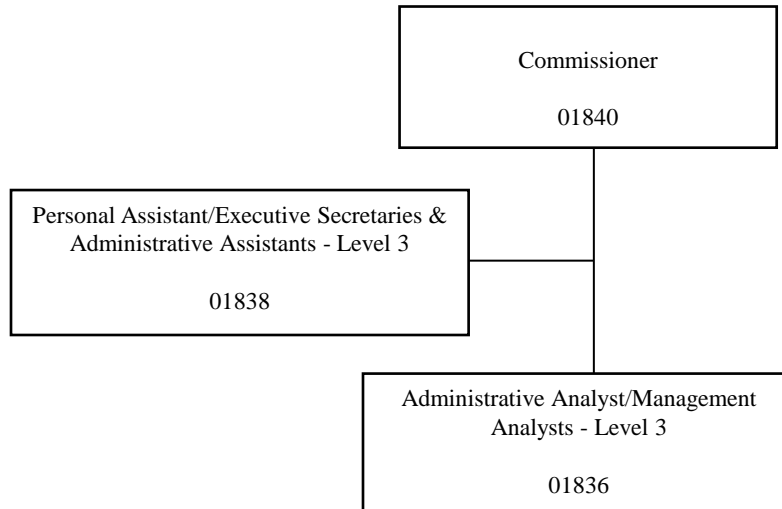 Commissioner
01840
Personal Assistant/Executive Secretaries &
Administrative Assistants - Level 3
01838
Administrative Analyst/Management
Analysts - Level 3
01836